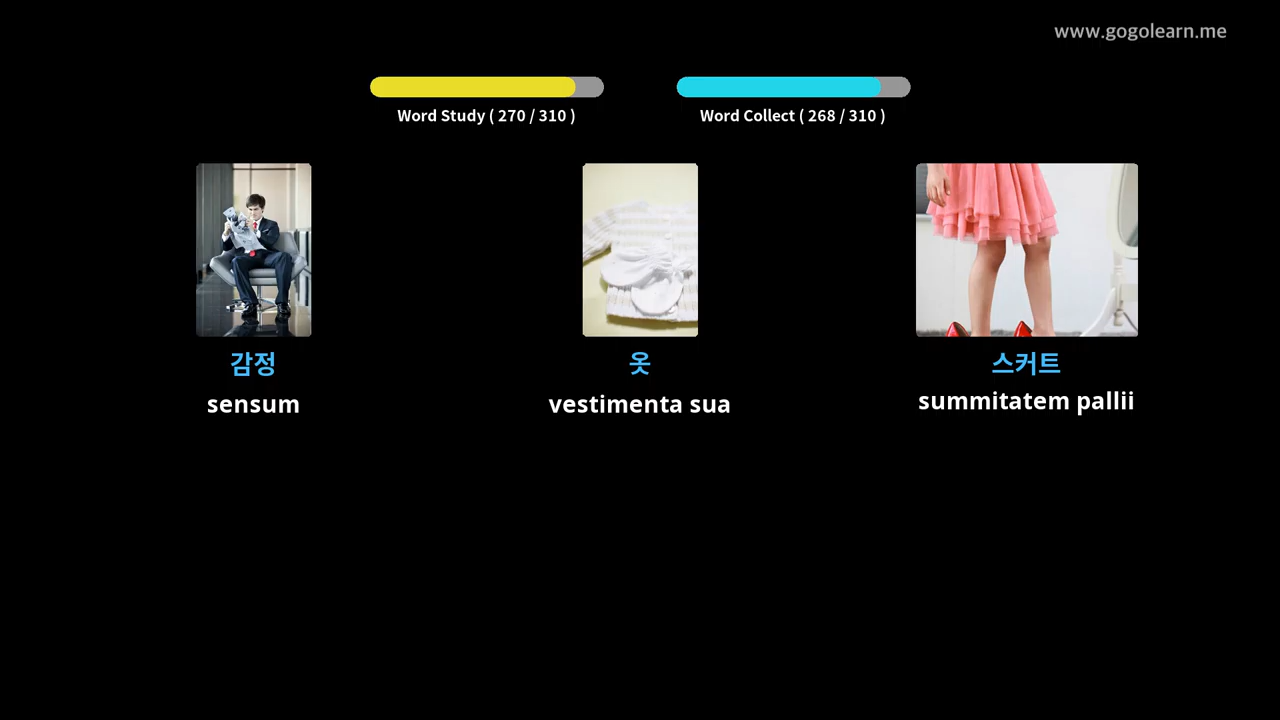 www.gogolearn.me
Word Study ( 270 / 310 )
Word Collect ( 268 / 310 )
감정
sensum
옷
vestimenta sua
스커트
summitatem pallii